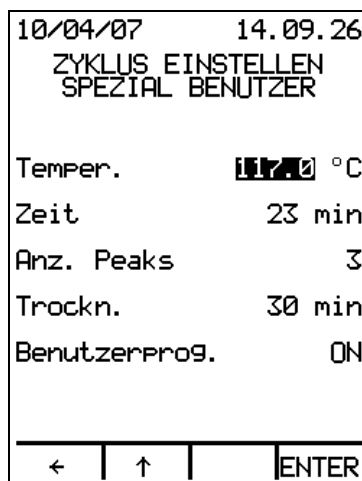 10/04/07 14.09.26
ZYKLUS EINSTELLEN
SPEZIAL BENUTZER
Temper. 117.0 °C
Zeit 23 min
Anz. Peaks 3
Trockn. 30 min
Benutzerprog. ON
← ↑ ENTER